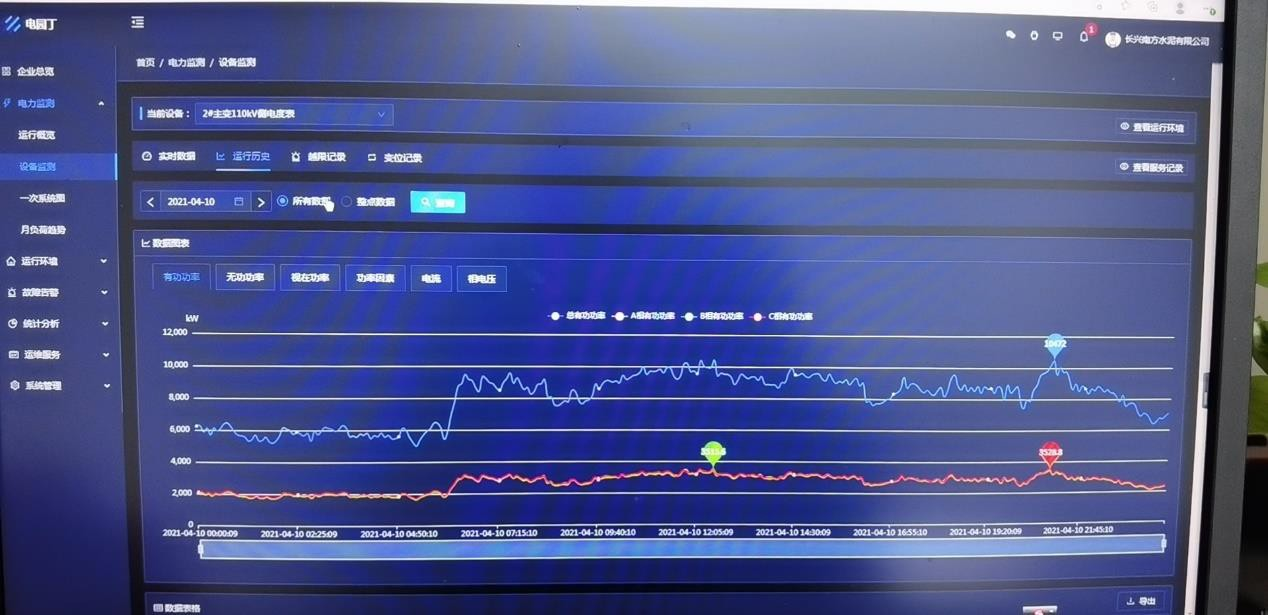 电园丁
1
长兴南方水泥有限公司
首页 / 电力监测 / 设备监测
企业总览
电力监测
运行概览
设备监测
一次系统图
月负荷趋势
运行环境
故障告警
统计分析
运维服务
系统管理
当前设备： 2#主变110kV侧电度表
查看运行环境
实时数据 运行历史 越限记录 变位记录
查看服务记录
2021-04-10 所有数据 整点数据 查询
数据图表
有功功率 无功功率 视在功率 功率因素 电流 相电压
总有功功率 A相有功功率 B相有功功率 C相有功功率
kW
12,000
10,000
8,000
6,000
4,000
2,000
0
10472
3528.8
2021-04-10 00:00:09 2021-04-10 02:25:09 2021-04-10 04:50:10 2021-04-10 07:15:10 2021-04-10 09:40:10 2021-04-10 12:05:09 2021-04-10 14:30:09 2021-04-10 16:55:10 2021-04-10 19:20:09 2021-04-10 21:45:10
数据表格
导出